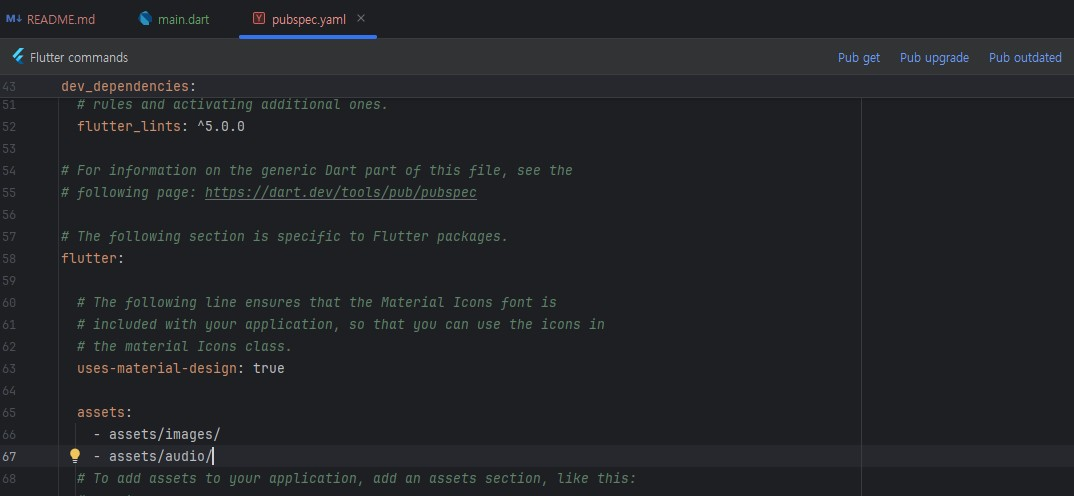 M↓ README.md main.dart pubspec.yaml ×
Flutter commands Pub get Pub upgrade Pub outdated
43 dev_dependencies:
51 # rules and activating additional ones.
52 flutter_lints: ^5.0.0
53
54 # For information on the generic Dart part of this file, see the
55 # following page: https://dart.dev/tools/pub/pubspec
56
57 # The following section is specific to Flutter packages.
58 flutter:
59
60 # The following line ensures that the Material Icons font is
61 # included with your application, so that you can use the icons in
62 # the material Icons class.
63 uses-material-design: true
64
65 assets:
66 - assets/images/
67 - assets/audio/
68 # To add assets to your application, add an assets section, like this: